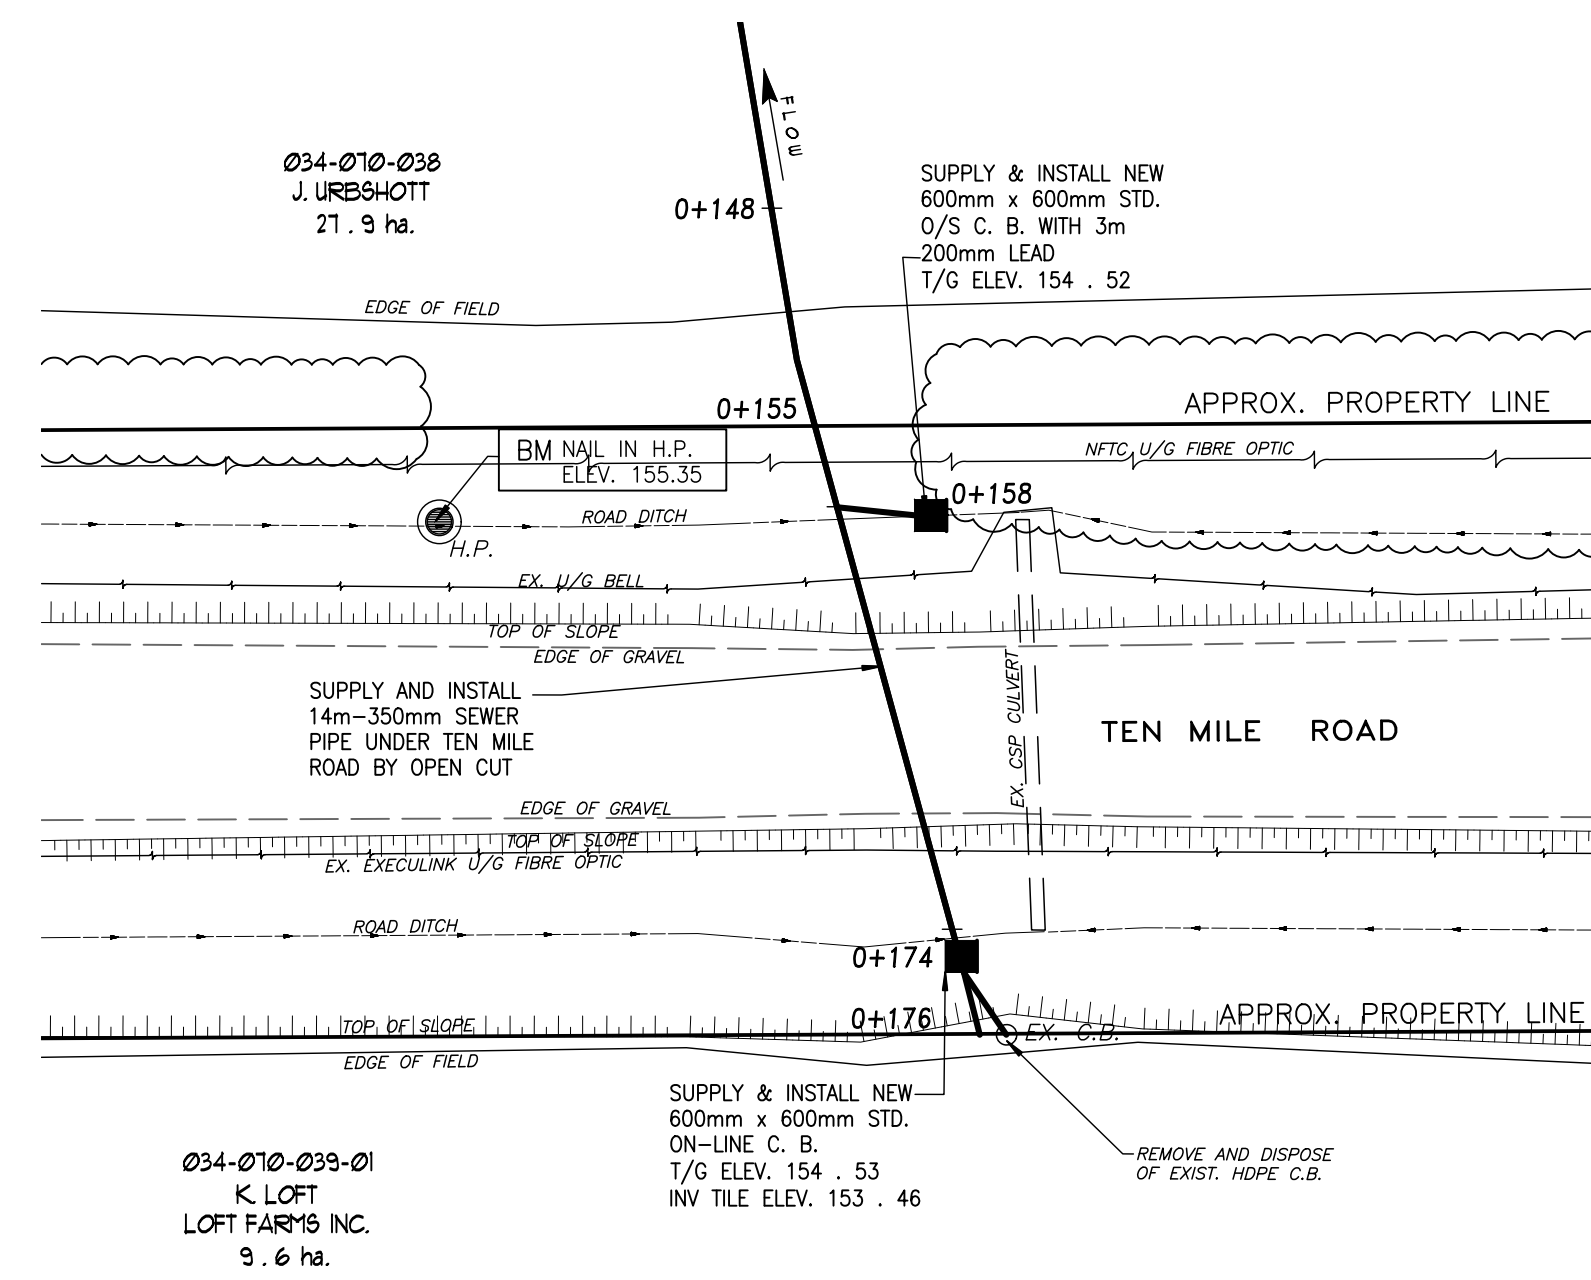 FLOW
Ø34-Ø70-Ø38
J. URBSHOTT
27 . 9 ha.
0+148
SUPPLY & INSTALL NEW
600mm x 600mm STD.
O/S C. B. WITH 3m
200mm LEAD
T/G ELEV. 154 . 52
EDGE OF FIELD
0+155
APPROX. PROPERTY LINE
BM NAIL IN H.P.
ELEV. 155.35
NFTC U/G FIBRE OPTIC
0+158
ROAD DITCH
H.P.
EX. U/G BELL
TOP OF SLOPE
EDGE OF GRAVEL
SUPPLY AND INSTALL
14m-350mm SEWER
PIPE UNDER TEN MILE
ROAD BY OPEN CUT
EX. CSP CULVERT
TEN MILE ROAD
EDGE OF GRAVEL
TOP OF SLOPE
EX. EXECULINK U/G FIBRE OPTIC
ROAD DITCH
0+174
0+176
APPROX. PROPERTY LINE
TOP OF SLOPE
EX. C.B.
EDGE OF FIELD
SUPPLY & INSTALL NEW
600mm x 600mm STD.
ON-LINE C. B.
T/G ELEV. 154 . 53
INV TILE ELEV. 153 . 46
REMOVE AND DISPOSE
OF EXIST. HDPE C.B.
Ø34-Ø70-Ø39-01
K. LOFT
LOFT FARMS INC.
9 . 6 ha.